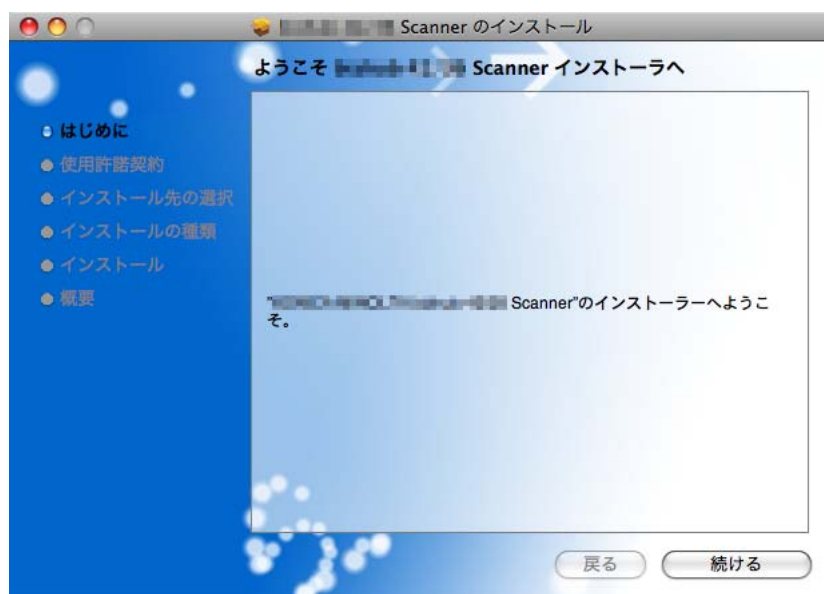 Scanner のインストール
ようこそ Scanner インストーラへ
はじめに
使用許諾契約
インストール先の選択
インストールの種類
インストール
概要
" Scanner"のインストーラーへようこ
そ。
戻る
続ける